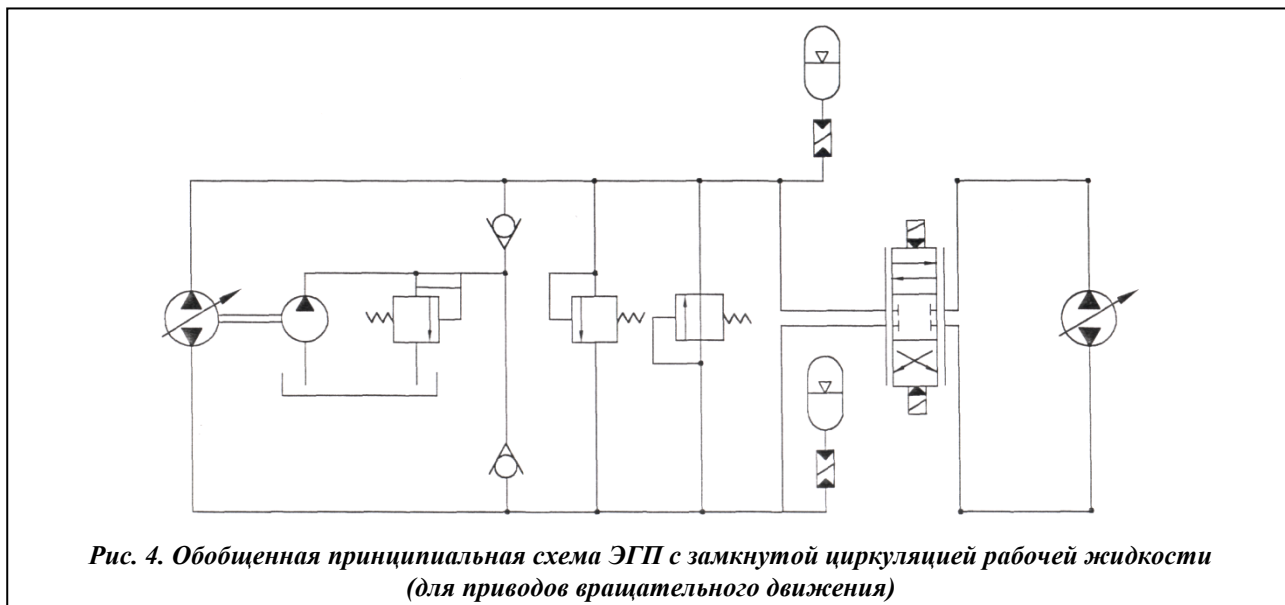 Рис. 4. Обобщенная принципиальная схема ЭГП с замкнутой циркуляцией рабочей жидкости
(для приводов вращательного движения)